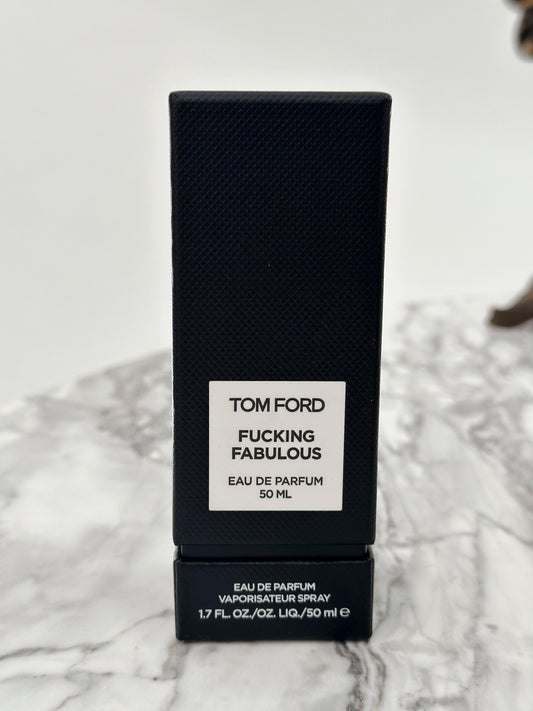 TOM FORD
FUCKING
FABULOUS
EAU DE PARFUM
50 ML
EAU DE PARFUM
VAPORISATEUR SPRAY
1.7 FL. OZ./OZ. LIQ./50 ml ℮